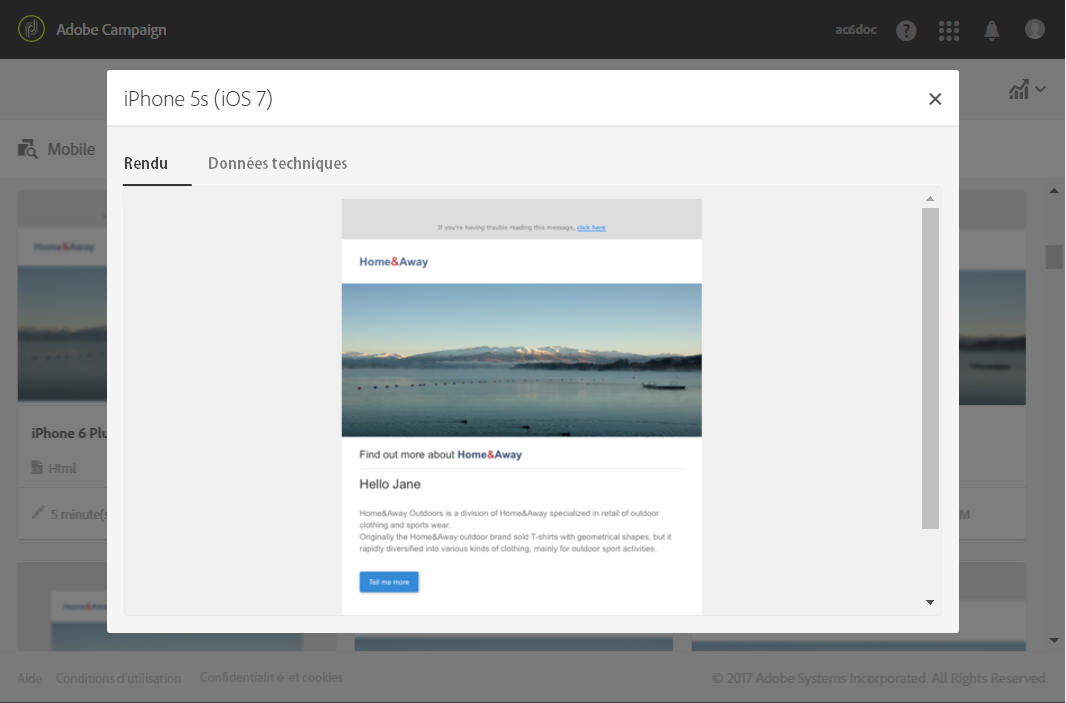 Adobe Campaign
ac6doc
iPhone 5s (iOS 7)
Mobile
Rendu
Données techniques
If you're having trouble reading this message, click here.
Home&Away
Home&Away
Find out more about Home&Away
Hello Jane
Home&Away Outdoors is a division of Home&Away specialized in retail of outdoor
clothing and sports wear.
Originally the Home&Away outdoor brand sold T-shirts with geometrical shapes, but it
rapidly diversified into various kinds of clothing, mainly for outdoor sport activities.
Tell me more
iPhone 6 Plu
Html
5 minute(s
M
Home&Aw
Aide
Conditions d'utilisation
Confidentialit é et cookies
© 2017 Adobe Systems Incorporated. All Rights Reserved.